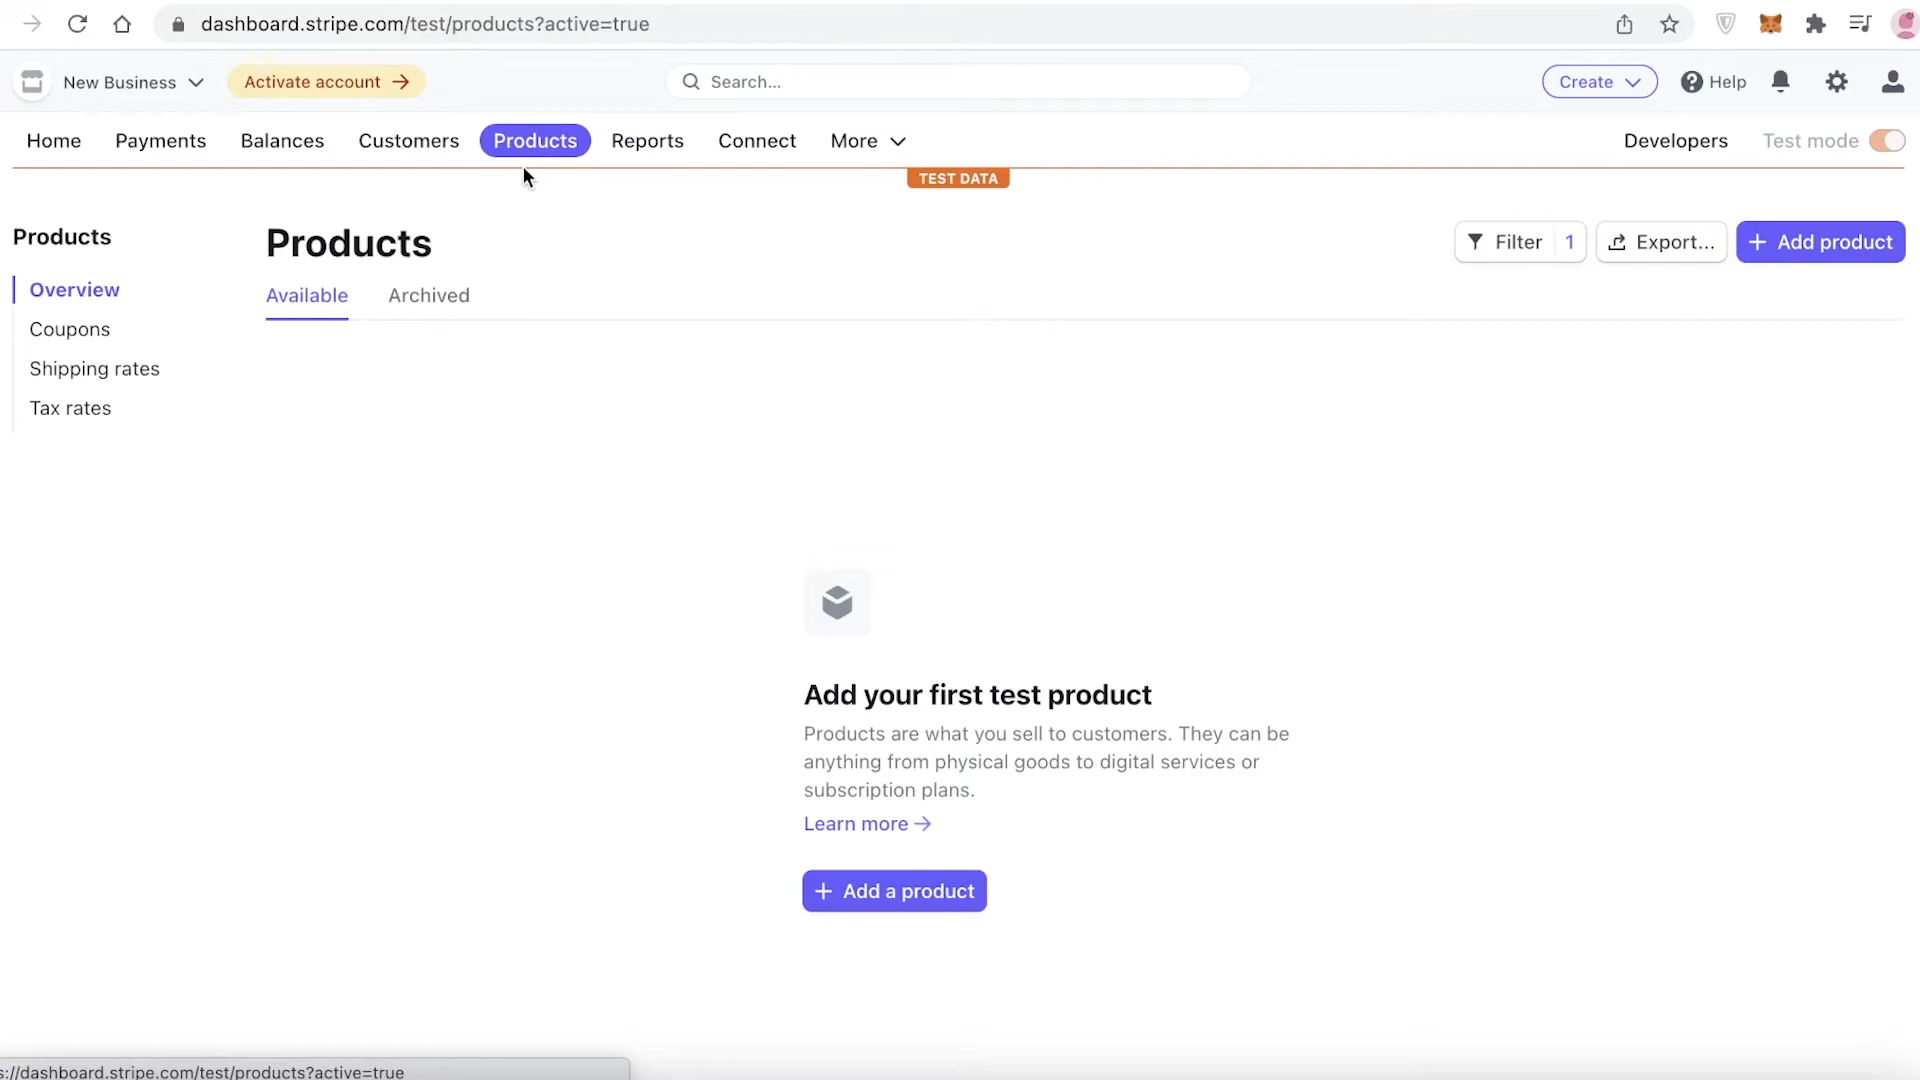 dashboard.stripe.com/test/products?active=true
New Business
Activate account →
Search...
Create
Help
Home
Payments
Balances
Customers
Products
Reports
Connect
More
Developers
Test mode
TEST DATA
Products
Overview
Coupons
Shipping rates
Tax rates
Products
Filter 1
Export...
+ Add product
Available
Archived
Add your first test product
Products are what you sell to customers. They can be
anything from physical goods to digital services or
subscription plans.
Learn more →
+ Add a product
s://dashboard.stripe.com/test/products?active=true